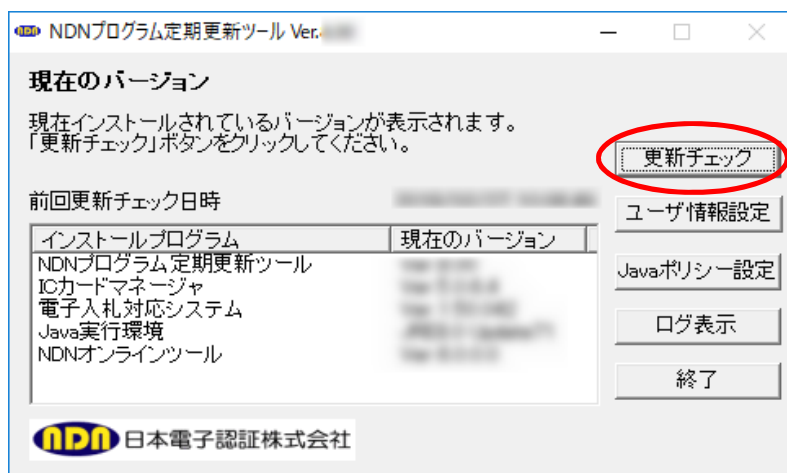 NDN NDNプログラム定期更新ツール Ver.
現在のバージョン
現在インストールされているバージョンが表示されます。
「更新チェック」ボタンをクリックしてください。
更新チェック
前回更新チェック日時
ユーザ情報設定
インストールプログラム 現在のバージョン
NDNプログラム定期更新ツール
ICカードマネージャ
Javaポリシー設定
電子入札対応システム
Java実行環境
ログ表示
NDNオンラインツール
終了
NDN 日本電子認証株式会社